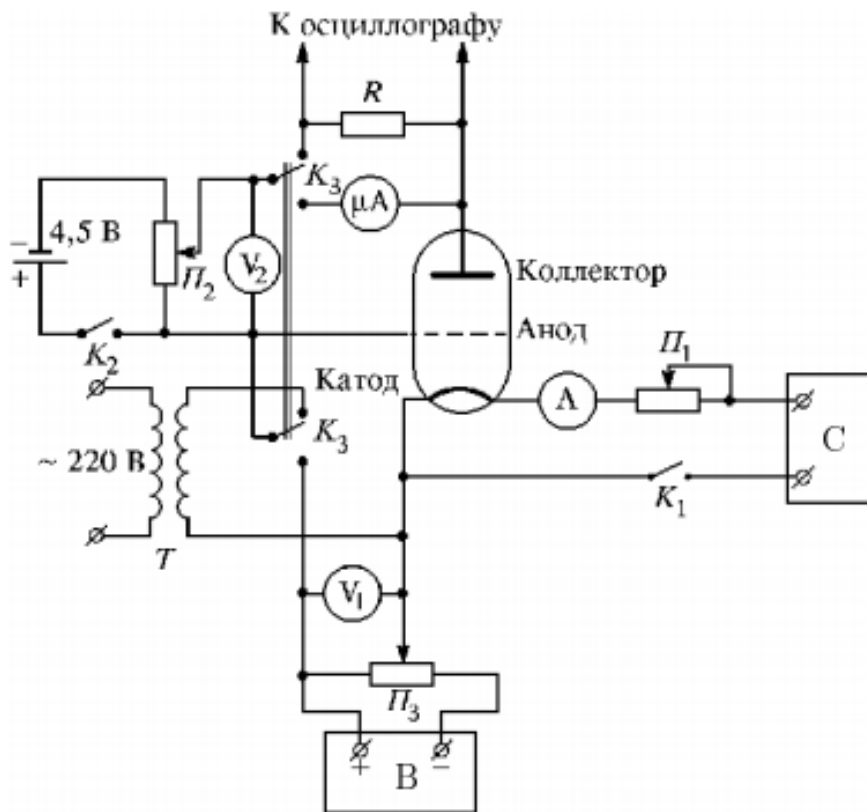 К осциллографу
R
K₃
μA
− 4,5 В
+
V₂
П₂
Коллектор
Анод
П₁
K₂
Катод
Λ
K₃
С
~ 220 В
K₁
T
V₁
П₃
+ −
В